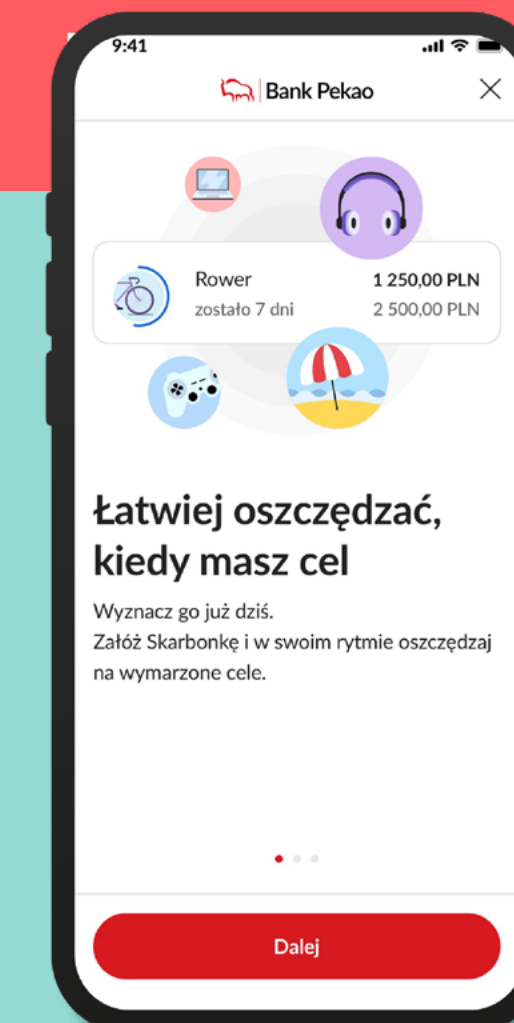 9:41
Bank Pekao
Rower 1 250,00 PLN
zostało 7 dni 2 500,00 PLN
Łatwiej oszczędzać,
kiedy masz cel
Wyznacz go już dziś.
Załóż Skarbonkę i w swoim rytmie oszczędzaj
na wymarzone cele.
Dalej